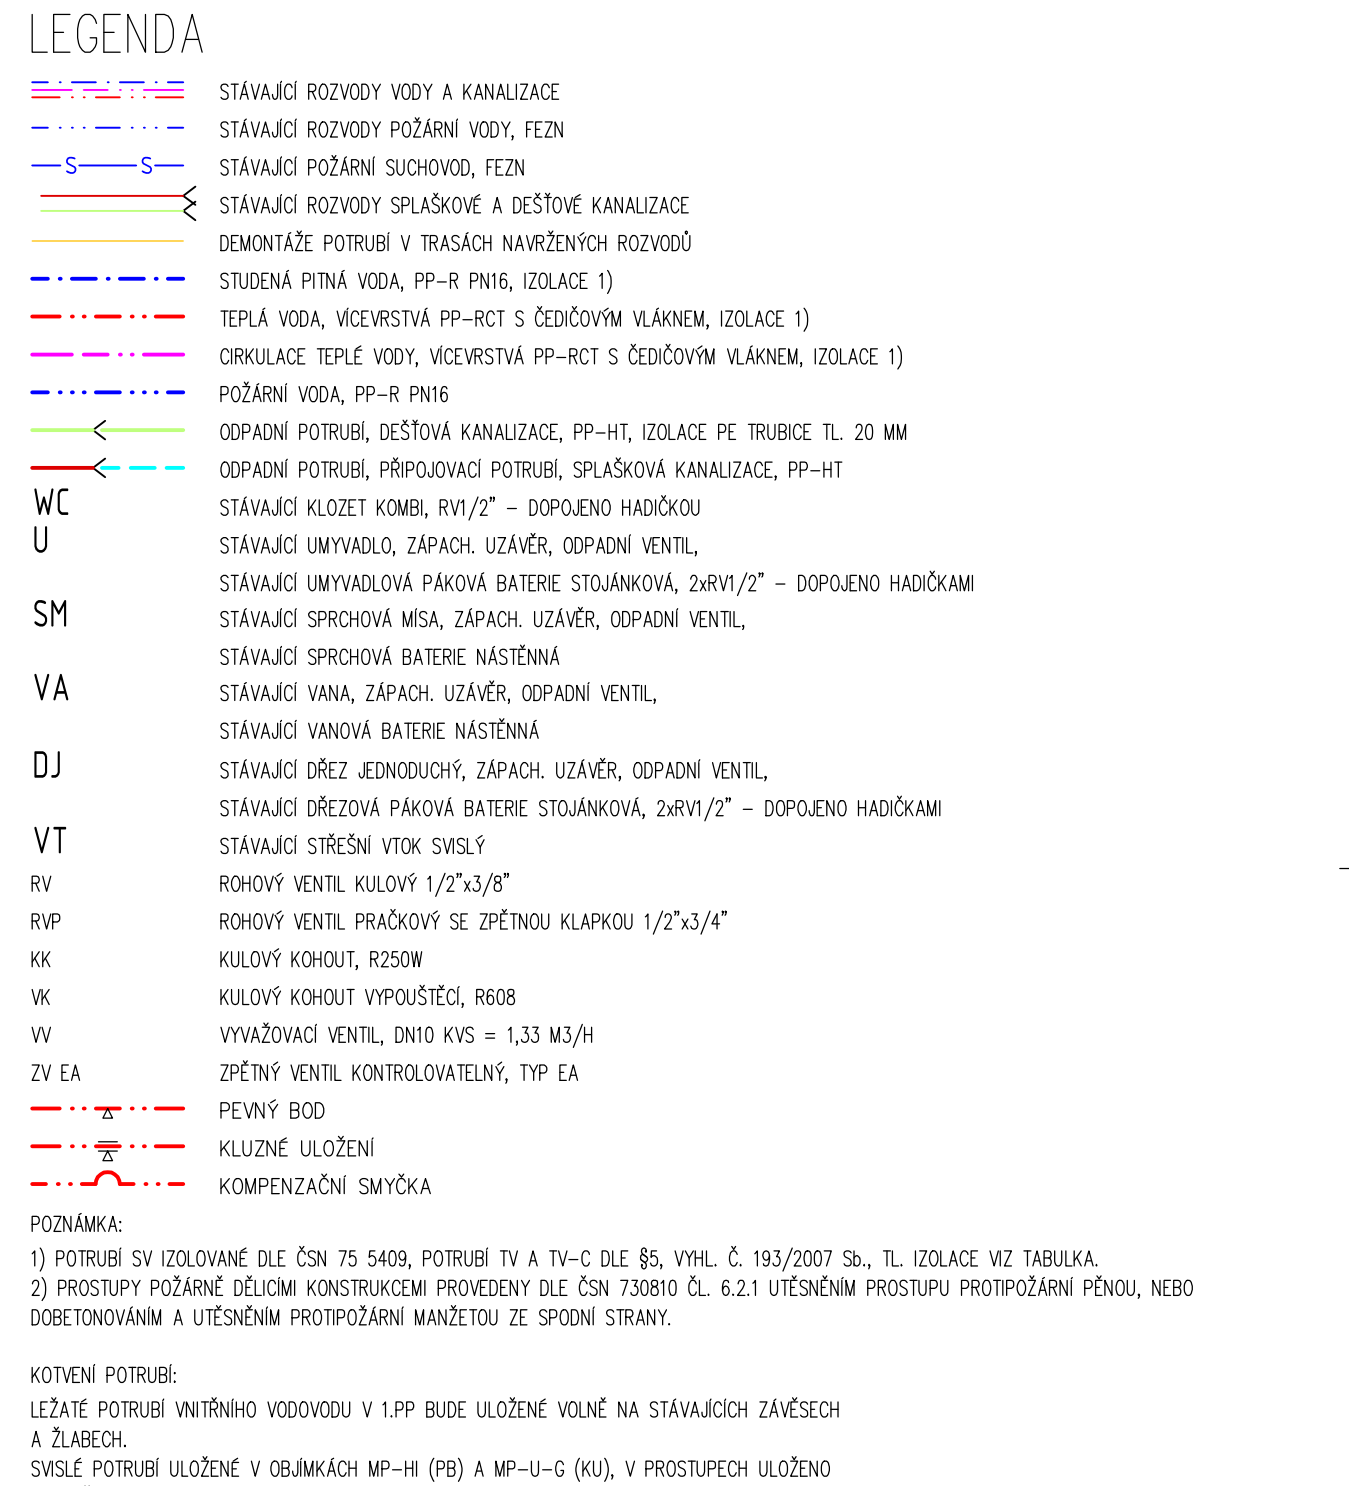 LEGENDA
STÁVAJÍCÍ ROZVODY VODY A KANALIZACE
STÁVAJÍCÍ ROZVODY POŽÁRNÍ VODY, FEZN
S S STÁVAJÍCÍ POŽÁRNÍ SUCHOVOD, FEZN
STÁVAJÍCÍ ROZVODY SPLAŠKOVÉ A DEŠŤOVÉ KANALIZACE
DEMONTÁŽE POTRUBÍ V TRASÁCH NAVRŽENÝCH ROZVODŮ
STUDENÁ PITNÁ VODA, PP-R PN16, IZOLACE 1)
TEPLÁ VODA, VÍCEVRSTVÁ PP-RCT S ČEDIČOVÝM VLÁKNEM, IZOLACE 1)
CIRKULACE TEPLÉ VODY, VÍCEVRSTVÁ PP-RCT S ČEDIČOVÝM VLÁKNEM, IZOLACE 1)
POŽÁRNÍ VODA, PP-R PN16
ODPADNÍ POTRUBÍ, DEŠŤOVÁ KANALIZACE, PP-HT, IZOLACE PE TRUBICE TL. 20 MM
ODPADNÍ POTRUBÍ, PŘIPOJOVACÍ POTRUBÍ, SPLAŠKOVÁ KANALIZACE, PP-HT
WC STÁVAJÍCÍ KLOZET KOMBI, RV1/2" - DOPOJENO HADIČKOU
U STÁVAJÍCÍ UMYVADLO, ZÁPACH. UZÁVĚR, ODPADNÍ VENTIL,
STÁVAJÍCÍ UMYVADLOVÁ PÁKOVÁ BATERIE STOJÁNKOVÁ, 2xRV1/2" - DOPOJENO HADIČKAMI
SM STÁVAJÍCÍ SPRCHOVÁ MÍSA, ZÁPACH. UZÁVĚR, ODPADNÍ VENTIL,
STÁVAJÍCÍ SPRCHOVÁ BATERIE NÁSTĚNNÁ
VA STÁVAJÍCÍ VANA, ZÁPACH. UZÁVĚR, ODPADNÍ VENTIL,
STÁVAJÍCÍ VANOVÁ BATERIE NÁSTĚNNÁ
DJ STÁVAJÍCÍ DŘEZ JEDNODUCHÝ, ZÁPACH. UZÁVĚR, ODPADNÍ VENTIL,
STÁVAJÍCÍ DŘEZOVÁ PÁKOVÁ BATERIE STOJÁNKOVÁ, 2xRV1/2" - DOPOJENO HADIČKAMI
VT STÁVAJÍCÍ STŘEŠNÍ VTOK SVISLÝ
RV ROHOVÝ VENTIL KULOVÝ 1/2"x3/8"
RVP ROHOVÝ VENTIL PRAČKOVÝ SE ZPĚTNOU KLAPKOU 1/2"x3/4"
KK KULOVÝ KOHOUT, R250W
VK KULOVÝ KOHOUT VYPOUŠTĚCÍ, R608
VV VYVAŽOVACÍ VENTIL, DN10 KVS = 1,33 M3/H
ZV EA ZPĚTNÝ VENTIL KONTROLOVATELNÝ, TYP EA
PEVNÝ BOD
KLUZNÉ ULOŽENÍ
KOMPENZAČNÍ SMYČKA
POZNÁMKA:
1) POTRUBÍ SV IZOLOVANÉ DLE ČSN 75 5409, POTRUBÍ TV A TV-C DLE §5, VYHL. Č. 193/2007 Sb., TL. IZOLACE VIZ TABULKA.
2) PROSTUPY POŽÁRNĚ DĚLICÍMI KONSTRUKCEMI PROVEDENY DLE ČSN 730810 ČL. 6.2.1 UTĚSNĚNÍM PROSTUPU PROTIPOŽÁRNÍ PĚNOU, NEBO
DOBETONOVÁNÍM A UTĚSNĚNÍM PROTIPOŽÁRNÍ MANŽETOU ZE SPODNÍ STRANY.
KOTVENÍ POTRUBÍ:
LEŽATÉ POTRUBÍ VNITŘNÍHO VODOVODU V 1.PP BUDE ULOŽENÉ VOLNĚ NA STÁVAJÍCÍCH ZÁVĚSECH
A ŽLABECH.
SVISLÉ POTRUBÍ ULOŽENÉ V OBJÍMKÁCH MP-HI (PB) A MP-U-G (KU), V PROSTUPECH ULOŽENO